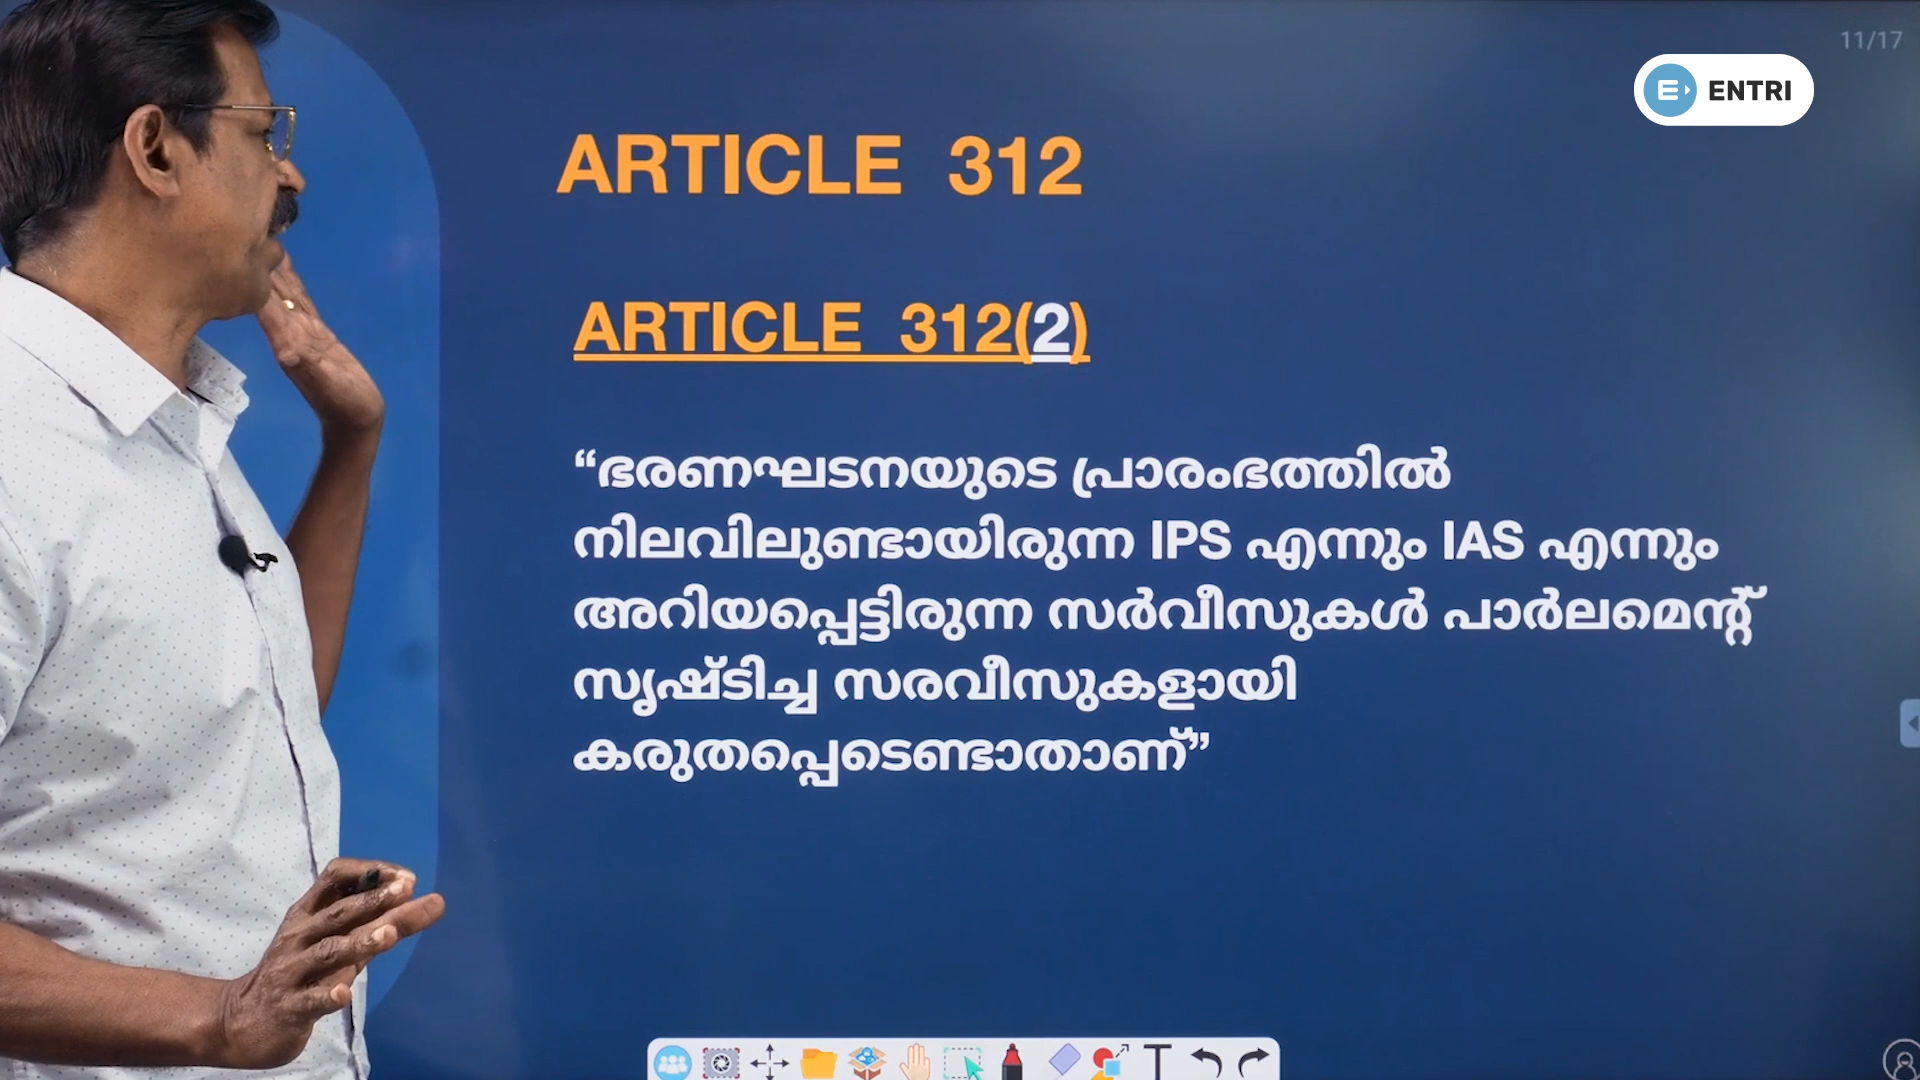 11/17
ENTRI
ARTICLE 312
ARTICLE 312(2)
“ഭരണഘടനയുടെ പ്രാരംഭത്തിൽ
നിലവിലുണ്ടായിരുന്ന IPS എന്നും IAS എന്നും
അറിയപ്പെട്ടിരുന്ന സർവീസുകൾ പാർലമെന്റ്
സൃഷ്ടിച്ച സരവീസുകളായി
കരുതപ്പെടെണ്ടാതാണ്”